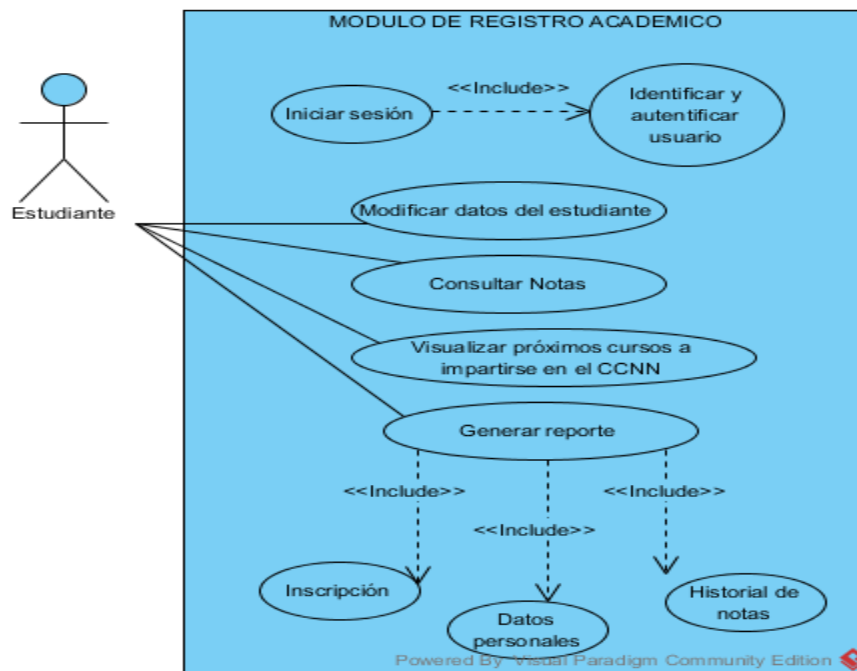 MODULO DE REGISTRO ACADEMICO
<<Include>>
Iniciar sesión
Identificar y
autentificar
usuario
Estudiante
Modificar datos del estudiante
Consultar Notas
Visualizar próximos cursos a
impartirse en el CCNN
Generar reporte
<<Include>>
<<Include>>
<<Include>>
Inscripción
Datos
personales
Historial de
notas
Powered By Visual Paradigm Community Edition